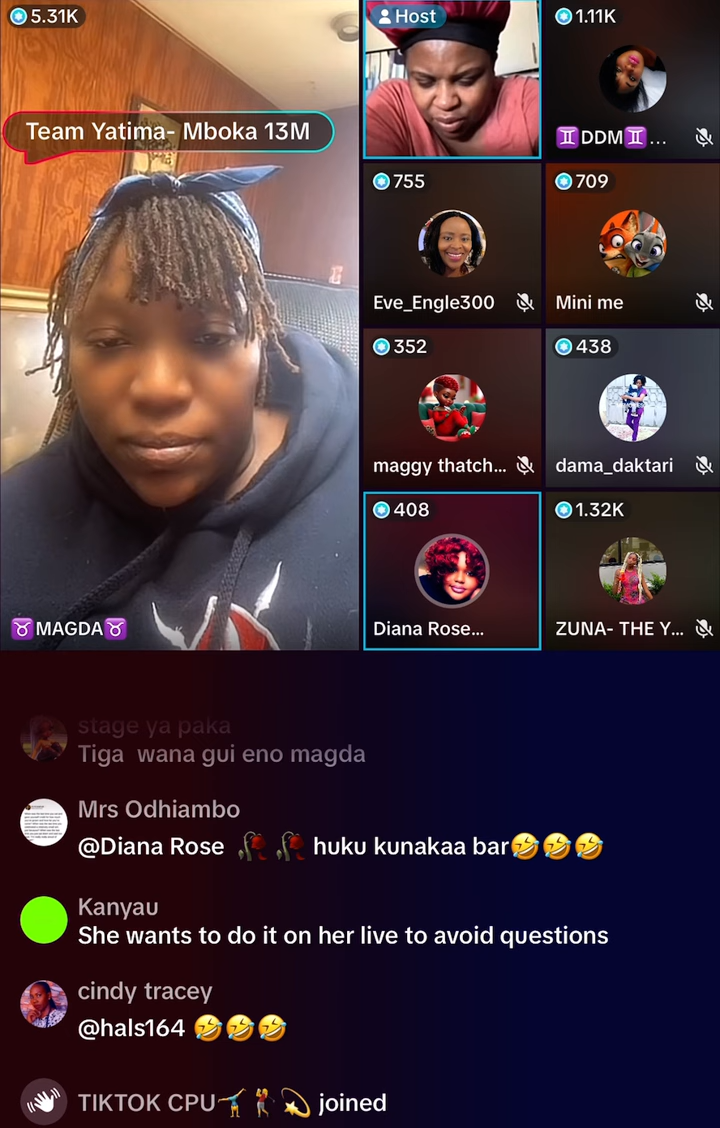 5.31K
Team Yatima- Mboka 13M
♉MAGDA♉
Host
1.11K
♊DDM♊...
755
Eve_Engle300
709
Mini me
352
maggy thatch...
438
dama_daktari
408
Diana Rose...
1.32K
ZUNA- THE Y...
stage ya paka
Tiga wana gui eno magda
Mrs Odhiambo
@Diana Rose 🥀 🥀 huku kunakaa bar🤣🤣🤣
Kanyau
She wants to do it on her live to avoid questions
cindy tracey
@hals164 🤣🤣🤣
TIKTOK CPU🤸💃💫 joined